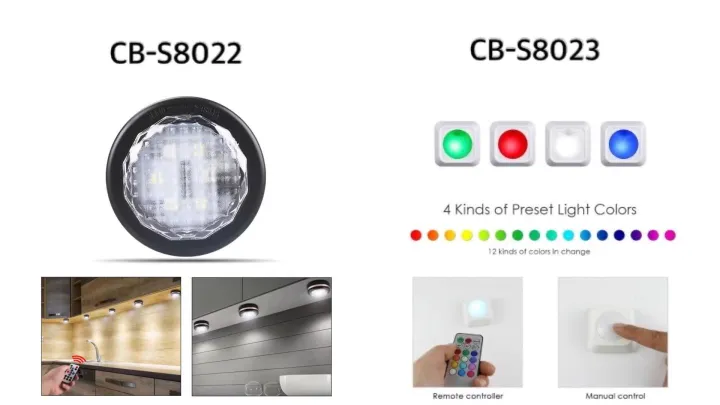 CB-S8022
CB-S8023
4 Kinds of Preset Light Colors
12 kinds of colors in change
Remote controller
Manual control